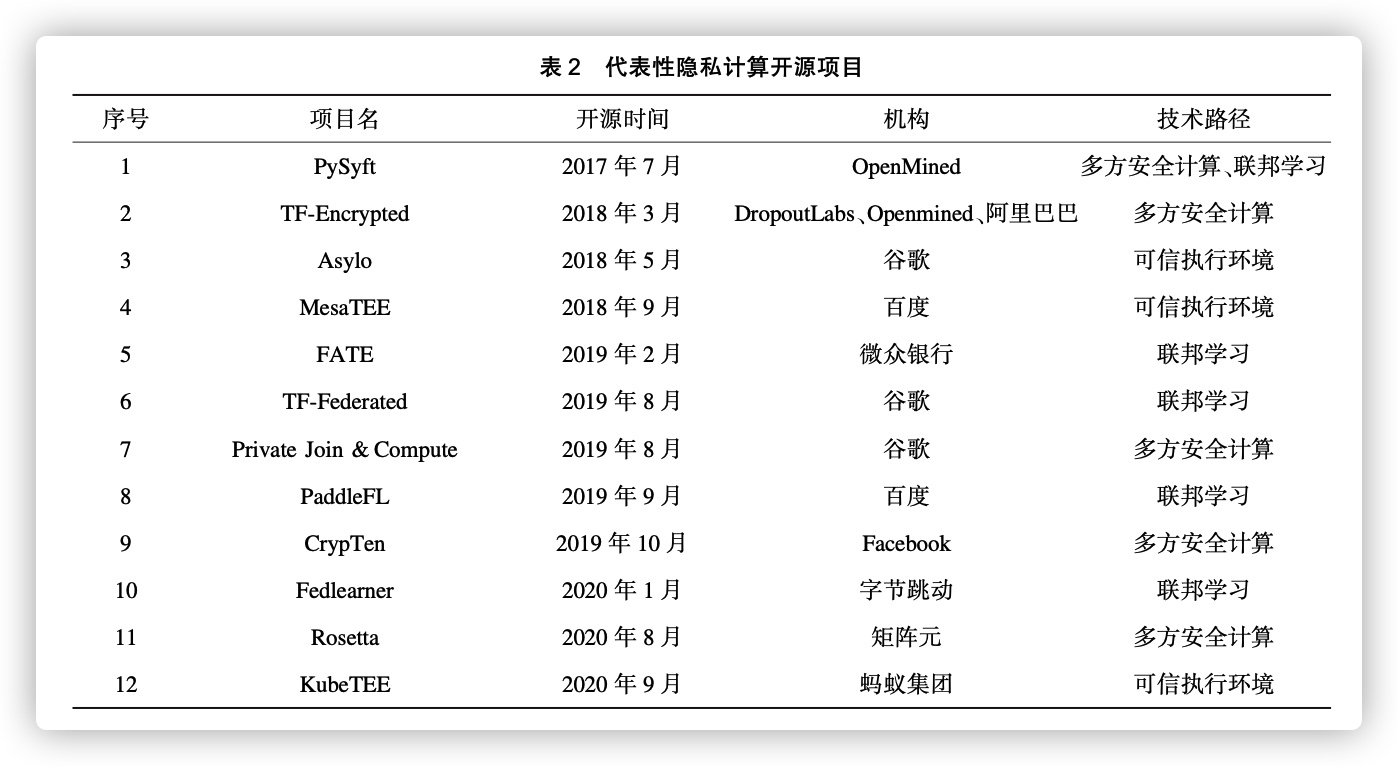 表 2 代表性隐私计算开源项目
序号 项目名 开源时间 机构 技术路径
1 PySyft 2017 年 7 月 OpenMined 多方安全计算、联邦学习
2 TF-Encrypted 2018 年 3 月 DropoutLabs、Openmined、阿里巴巴 多方安全计算
3 Asylo 2018 年 5 月 谷歌 可信执行环境
4 MesaTEE 2018 年 9 月 百度 可信执行环境
5 FATE 2019 年 2 月 微众银行 联邦学习
6 TF-Federated 2019 年 8 月 谷歌 联邦学习
7 Private Join & Compute 2019 年 8 月 谷歌 多方安全计算
8 PaddleFL 2019 年 9 月 百度 联邦学习
9 CrypTen 2019 年 10 月 Facebook 多方安全计算
10 Fedlearner 2020 年 1 月 字节跳动 联邦学习
11 Rosetta 2020 年 8 月 矩阵元 多方安全计算
12 KubeTEE 2020 年 9 月 蚂蚁集团 可信执行环境